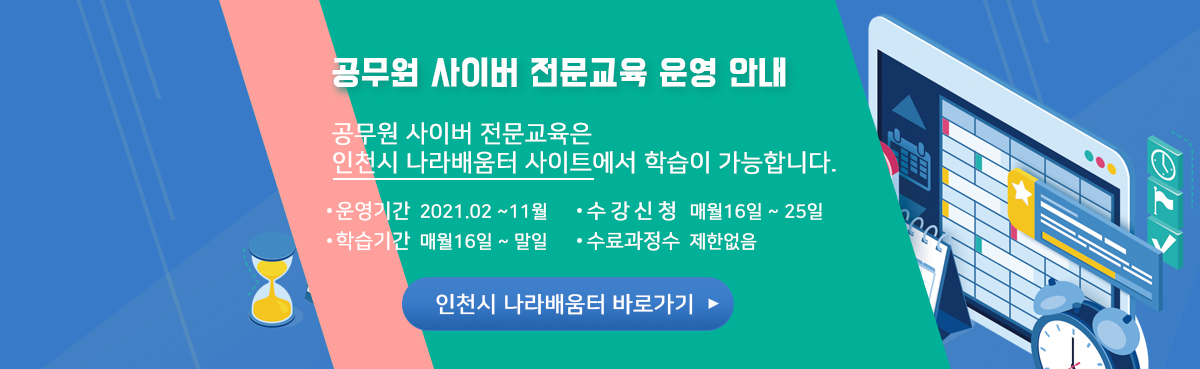 공무원 사이버 전문교육 운영 안내
공무원 사이버 전문교육은
인천시 나라배움터 사이트에서 학습이 가능합니다.
• 운영기간 2021.02 ~11월 • 수 강 신 청 매월16일 ~ 25일
• 학습기간 매월16일 ~ 말일 • 수료과정수 제한없음
인천시 나라배움터 바로가기 ▶